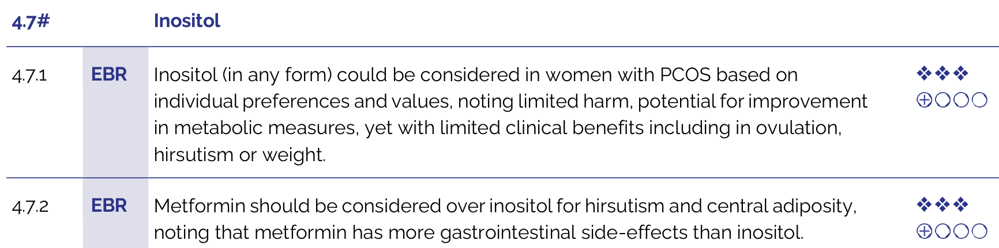 4.7# Inositol
4.7.1 EBR Inositol (in any form) could be considered in women with PCOS based on ❖❖❖
individual preferences and values, noting limited harm, potential for improvement ⊕○○○
in metabolic measures, yet with limited clinical benefits including in ovulation,
hirsutism or weight.
4.7.2 EBR Metformin should be considered over inositol for hirsutism and central adiposity, ❖❖❖
noting that metformin has more gastrointestinal side-effects than inositol. ⊕○○○